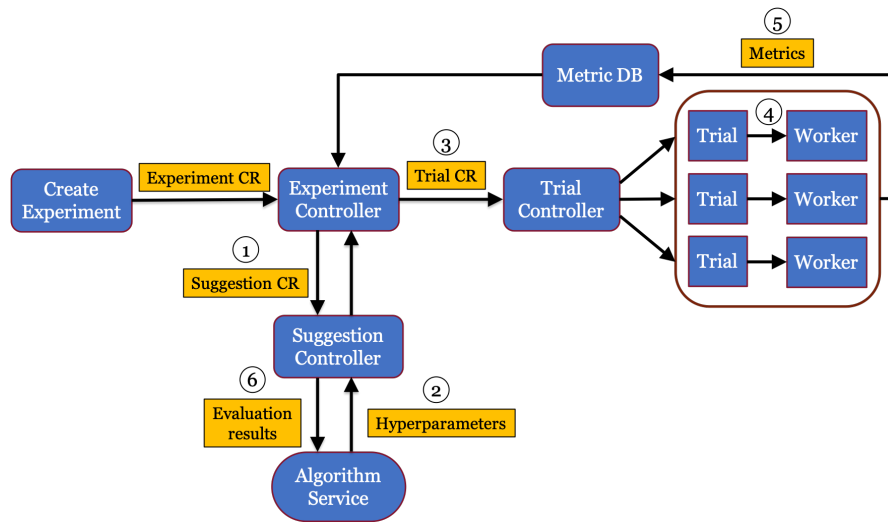 5
Metrics
Metric DB
3
4
Trial
Worker
Experiment CR
Trial CR
Create
Experiment
Experiment
Controller
Trial
Controller
Trial
Worker
1
Suggestion CR
Trial
Worker
Suggestion
Controller
6
2
Evaluation
results
Hyperparameters
Algorithm
Service